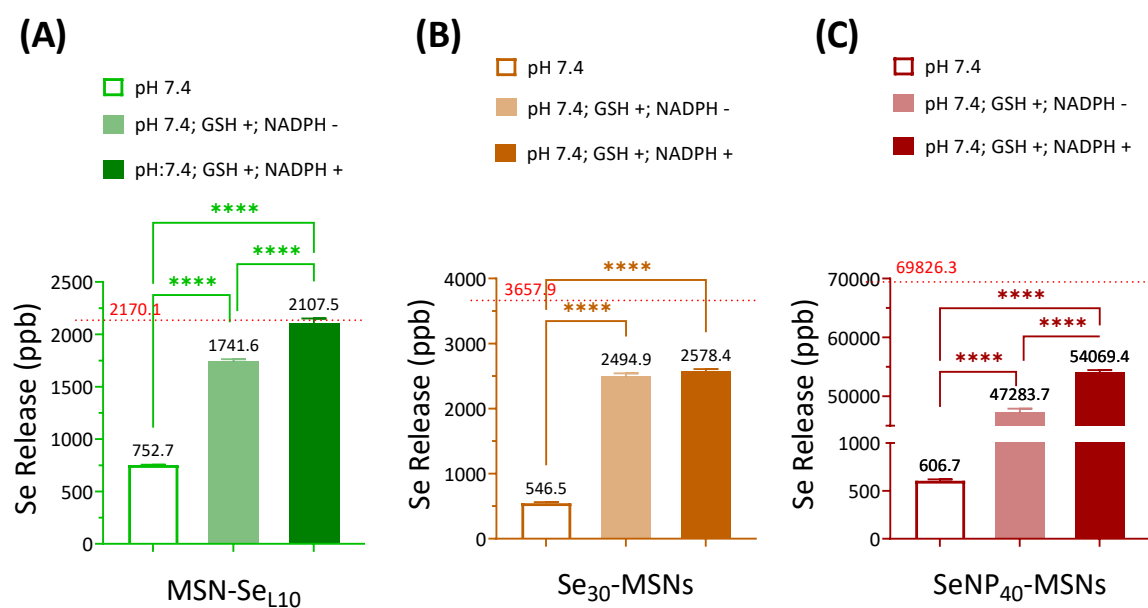 (A)
pH 7.4
pH 7.4; GSH +; NADPH -
pH:7.4; GSH +; NADPH +
Se Release (ppb)
2500
2000
1750
1000
500
0
2170.1
****
****
****
752.7
1741.6
2107.5
MSN-SeL10
(B)
pH 7.4
pH 7.4; GSH +; NADPH -
pH 7.4; GSH +; NADPH +
Se Release (ppb)
4000
3000
2000
1000
0
3657.9
****
****
546.5
2494.9
2578.4
Se30-MSNs
(C)
pH 7.4
pH 7.4; GSH +; NADPH -
pH 7.4; GSH +; NADPH +
Se Release (ppb)
70000
65000
60000
50000
1000
500
0
69826.3
****
****
****
606.7
47283.7
54069.4
SeNP40-MSNs